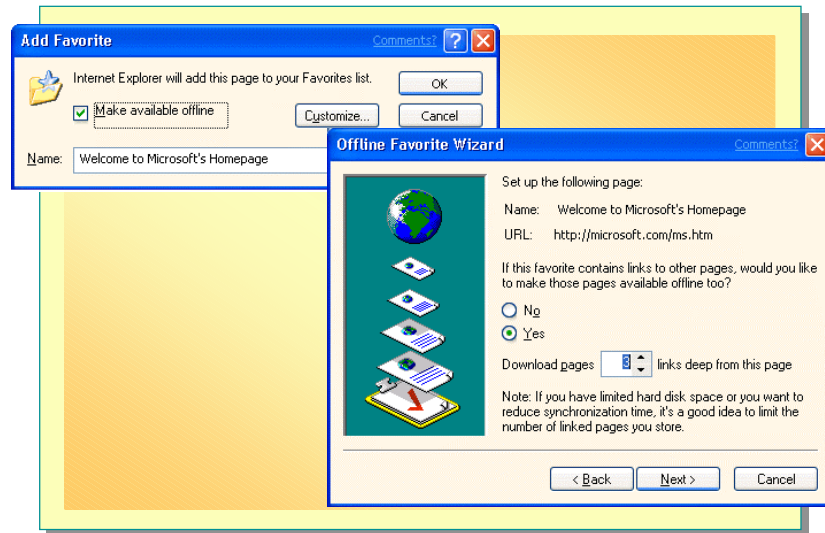 Add Favorite Comments?
Internet Explorer will add this page to your Favorites list.
OK
Make available offline
Customize...
Cancel
Name: Welcome to Microsoft's Homepage
Offline Favorite Wizard Comments?
Set up the following page:
Name: Welcome to Microsoft's Homepage
URL: http://microsoft.com/ms.htm
If this favorite contains links to other pages, would you like
to make those pages available offline too?
No
Yes
Download pages 3 links deep from this page
Note: If you have limited hard disk space or you want to
reduce synchronization time, it's a good idea to limit the
number of linked pages you store.
< Back Next > Cancel